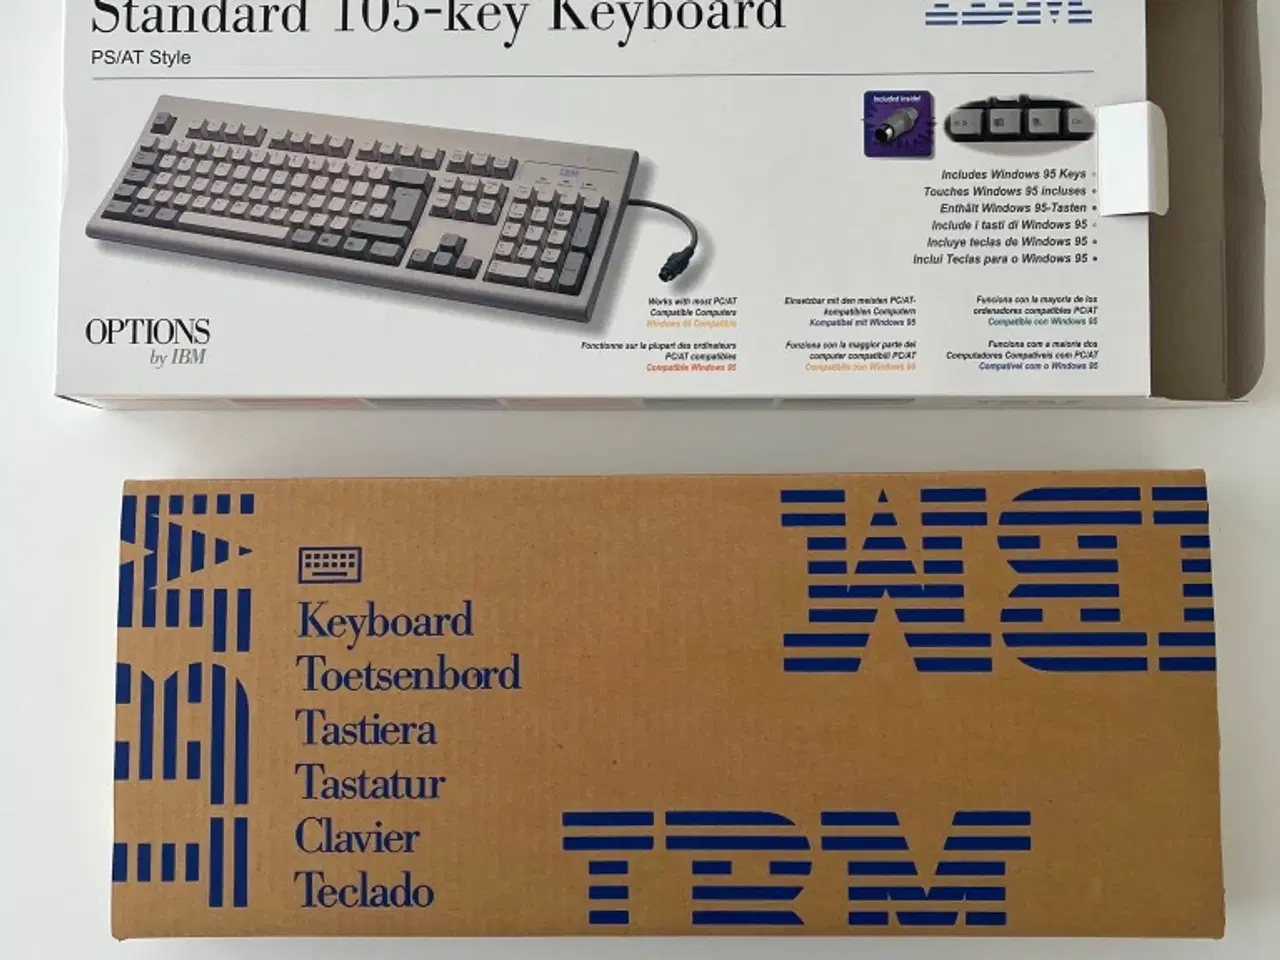 Standard 105-key Keyboard
IBM
PS/AT Style
Included Inside!
IBM
Includes Windows 95 Keys
Touches Windows 95 incluses •
Enthält Windows 95-Tasten •
Include i tasti di Windows 95
Incluye teclas de Windows 95 •
Inclui Teclas para o Windows 95 •
Works with most PC/AT
Compatible Computers
Windows 95 Compatible
Einsetzbar mit den meisten PC/AT-
kompatiblen Computern
Kompatibel mit Windows 95
Funciona con la mayoría de los
ordenadores compatibles PC/AT
Compatible con Windows 95
OPTIONS
by IBM
Fonctionne sur la plupart des ordinateurs
PC/AT compatibles
Compatible Windows 95
Funziona con la maggior parte dei
computer compatibili PC/AT
Compatibile con Windows 95
Funciona com a maioria dos
Computadores Compatíveis com PC/AT
Compatível com o Windows 95
IBM
IBM
Keyboard
Toetsenbord
Tastiera
Tastatur
Clavier
Teclado
IBM